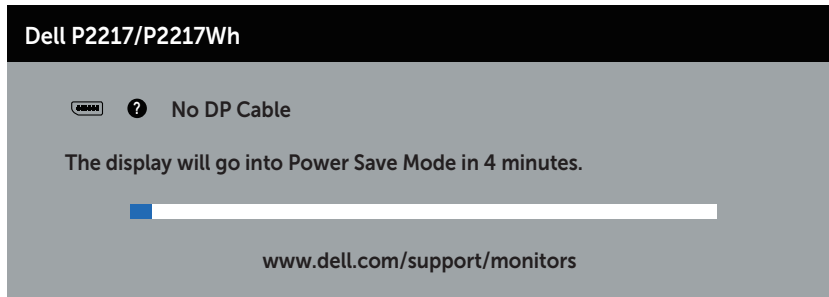 Dell P2217/P2217Wh
? No DP Cable
The display will go into Power Save Mode in 4 minutes.
www.dell.com/support/monitors